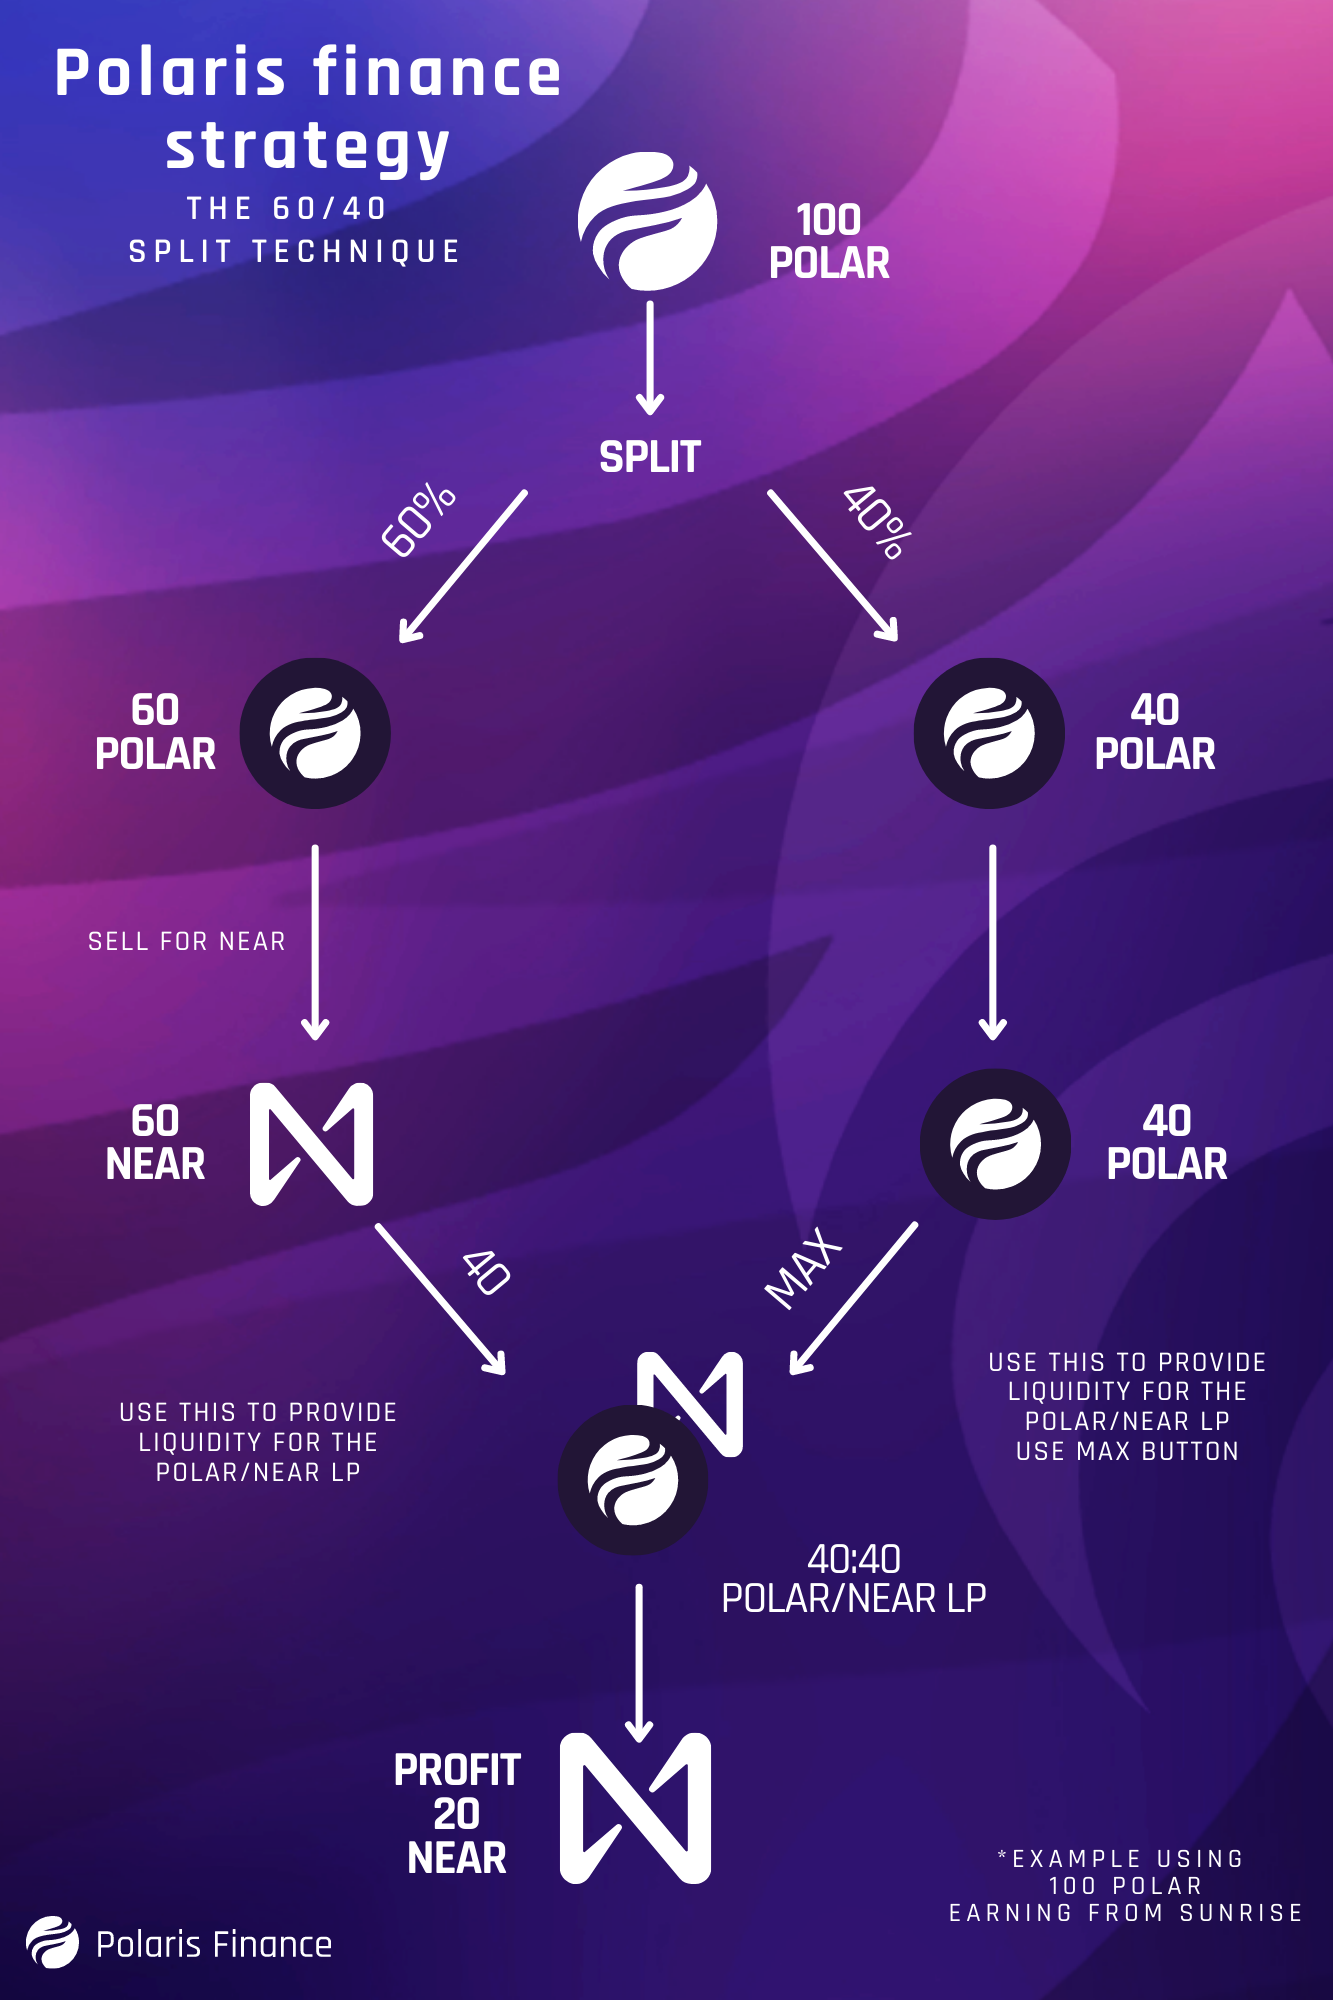 Polaris finance
strategy
THE 60/40
SPLIT TECHNIQUE
100
POLAR
SPLIT
60%
40%
60
POLAR
40
POLAR
SELL FOR NEAR
60
NEAR
40
POLAR
40
MAX
USE THIS TO PROVIDE
LIQUIDITY FOR THE
POLAR/NEAR LP
USE THIS TO PROVIDE
LIQUIDITY FOR THE
POLAR/NEAR LP
USE MAX BUTTON
40:40
POLAR/NEAR LP
PROFIT
20
NEAR
*EXAMPLE USING
100 POLAR
EARNING FROM SUNRISE
Polaris Finance